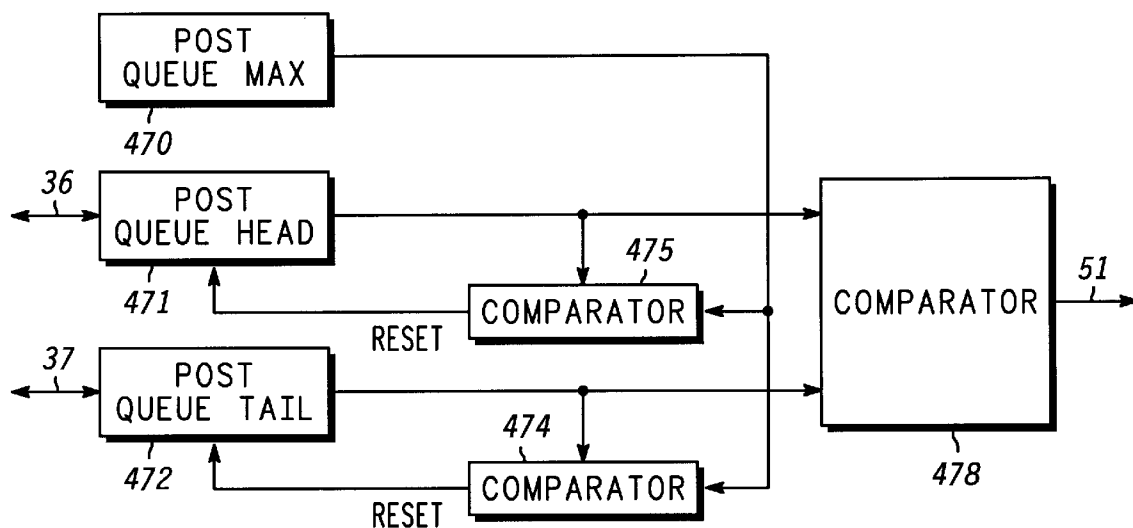 POST
QUEUE MAX
470
36
POST
QUEUE HEAD
471
475
COMPARATOR
RESET
COMPARATOR
51
478
37
POST
QUEUE TAIL
472
474
COMPARATOR
RESET